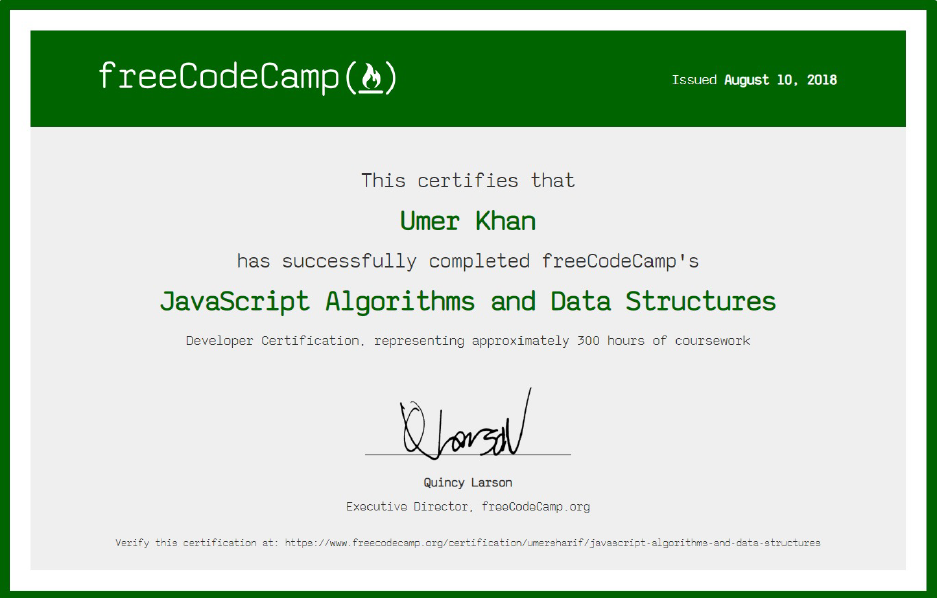 freeCodeCamp(🔥)
Issued August 10, 2018
This certifies that
Umer Khan
has successfully completed freeCodeCamp's
JavaScript Algorithms and Data Structures
Developer Certification, representing approximately 300 hours of coursework
Q Larson
Quincy Larson
Executive Director, freeCodeCamp.org
Verify this certification at: https://www.freecodecamp.org/certification/umersharif/javascript-algorithms-and-data-structures